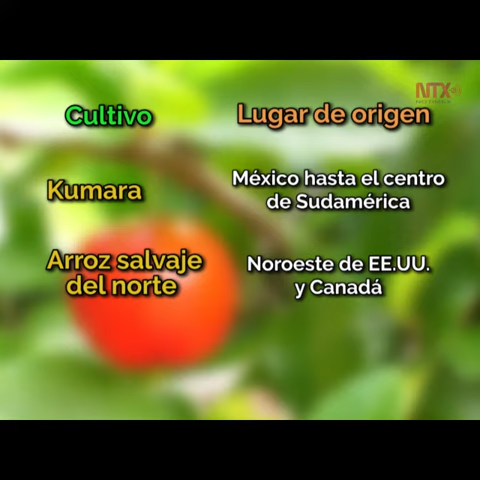 NTX
Cultivo
Lugar de origen
Kumara
México hasta el centro
de Sudamérica
Arroz salvaje
del norte
Noroeste de EE.UU.
y Canadá